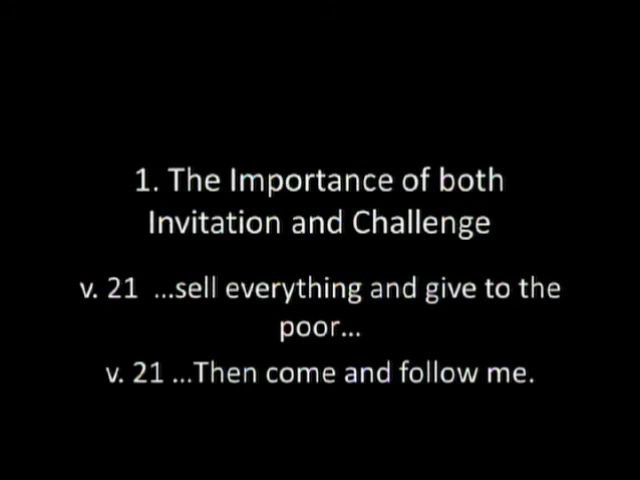 1. The Importance of both
Invitation and Challenge
v. 21 ...sell everything and give to the
poor...
v. 21 ...Then come and follow me.